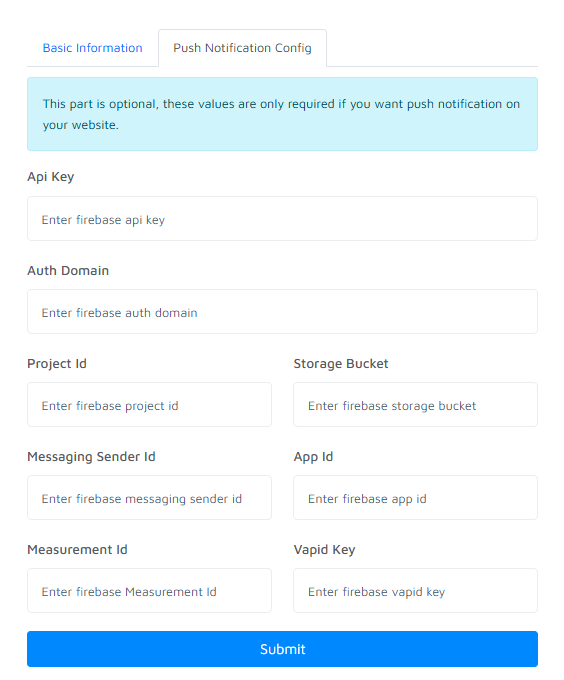 Basic Information
Push Notification Config
This part is optional, these values are only required if you want push notification on
your website.
Api Key
Enter firebase api key
Auth Domain
Enter firebase auth domain
Project Id
Storage Bucket
Enter firebase project id
Enter firebase storage bucket
Messaging Sender Id
App Id
Enter firebase messaging sender id
Enter firebase app id
Measurement Id
Vapid Key
Enter firebase Measurement Id
Enter firebase vapid key
Submit